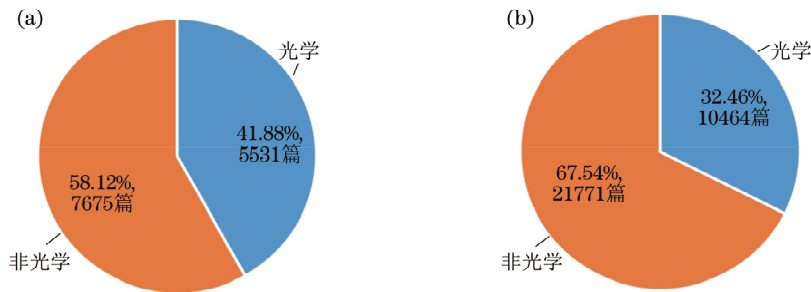 (a)
光学
41.88%,
5531篇
58.12%,
7675篇
非光学
(b)
光学
32.46%,
10464篇
67.54%,
21771篇
非光学